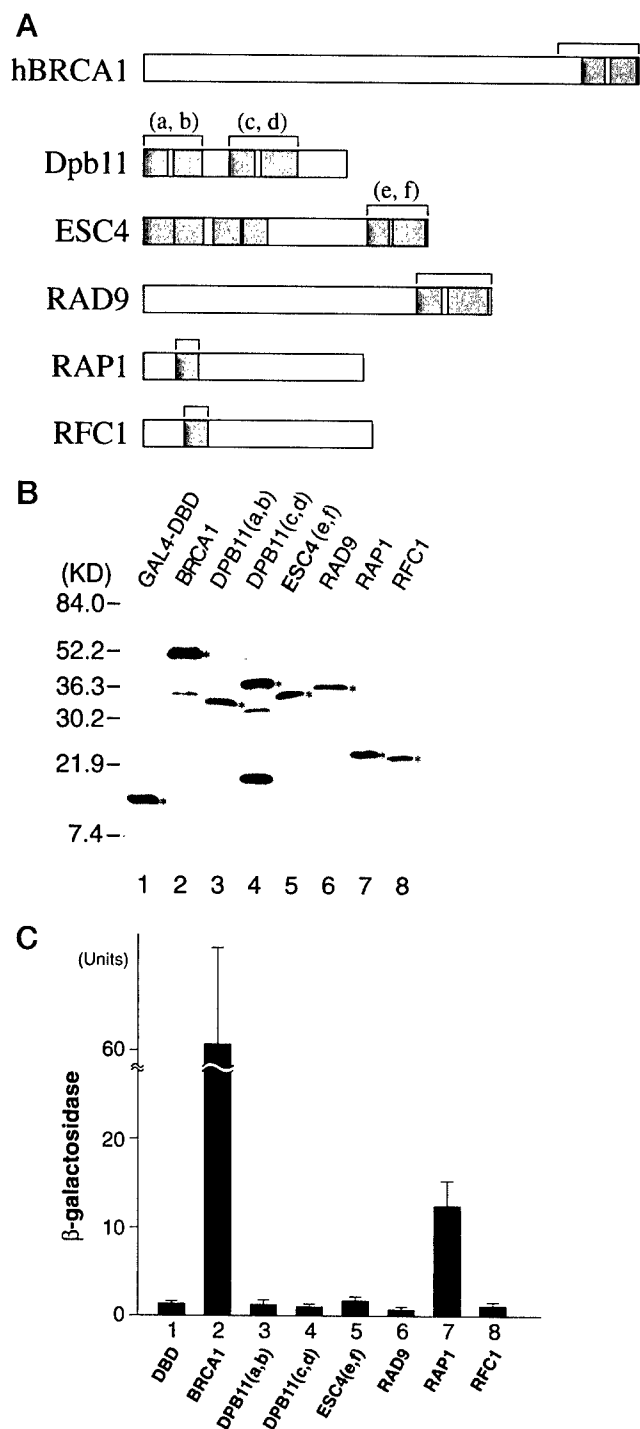 A
hBRCA1
(a, b) (c, d)
Dpb11
(e, f)
ESC4
RAD9
RAP1
RFC1
B
GAL4-DBD BRCA1 DPB11(a,b) DPB11(c,d) ESC4(e,f) RAD9 RAP1 RFC1
(KD)
84.0
52.2
36.3
30.2
21.9
7.4
* * * * * * * *
1 2 3 4 5 6 7 8
C
(Units)
60
20
10
0
β-galactosidase
1 2 3 4 5 6 7 8
DBD BRCA1 DPB11(a,b) DPB11(c,d) ESC4(e,f) RAD9 RAP1 RFC1